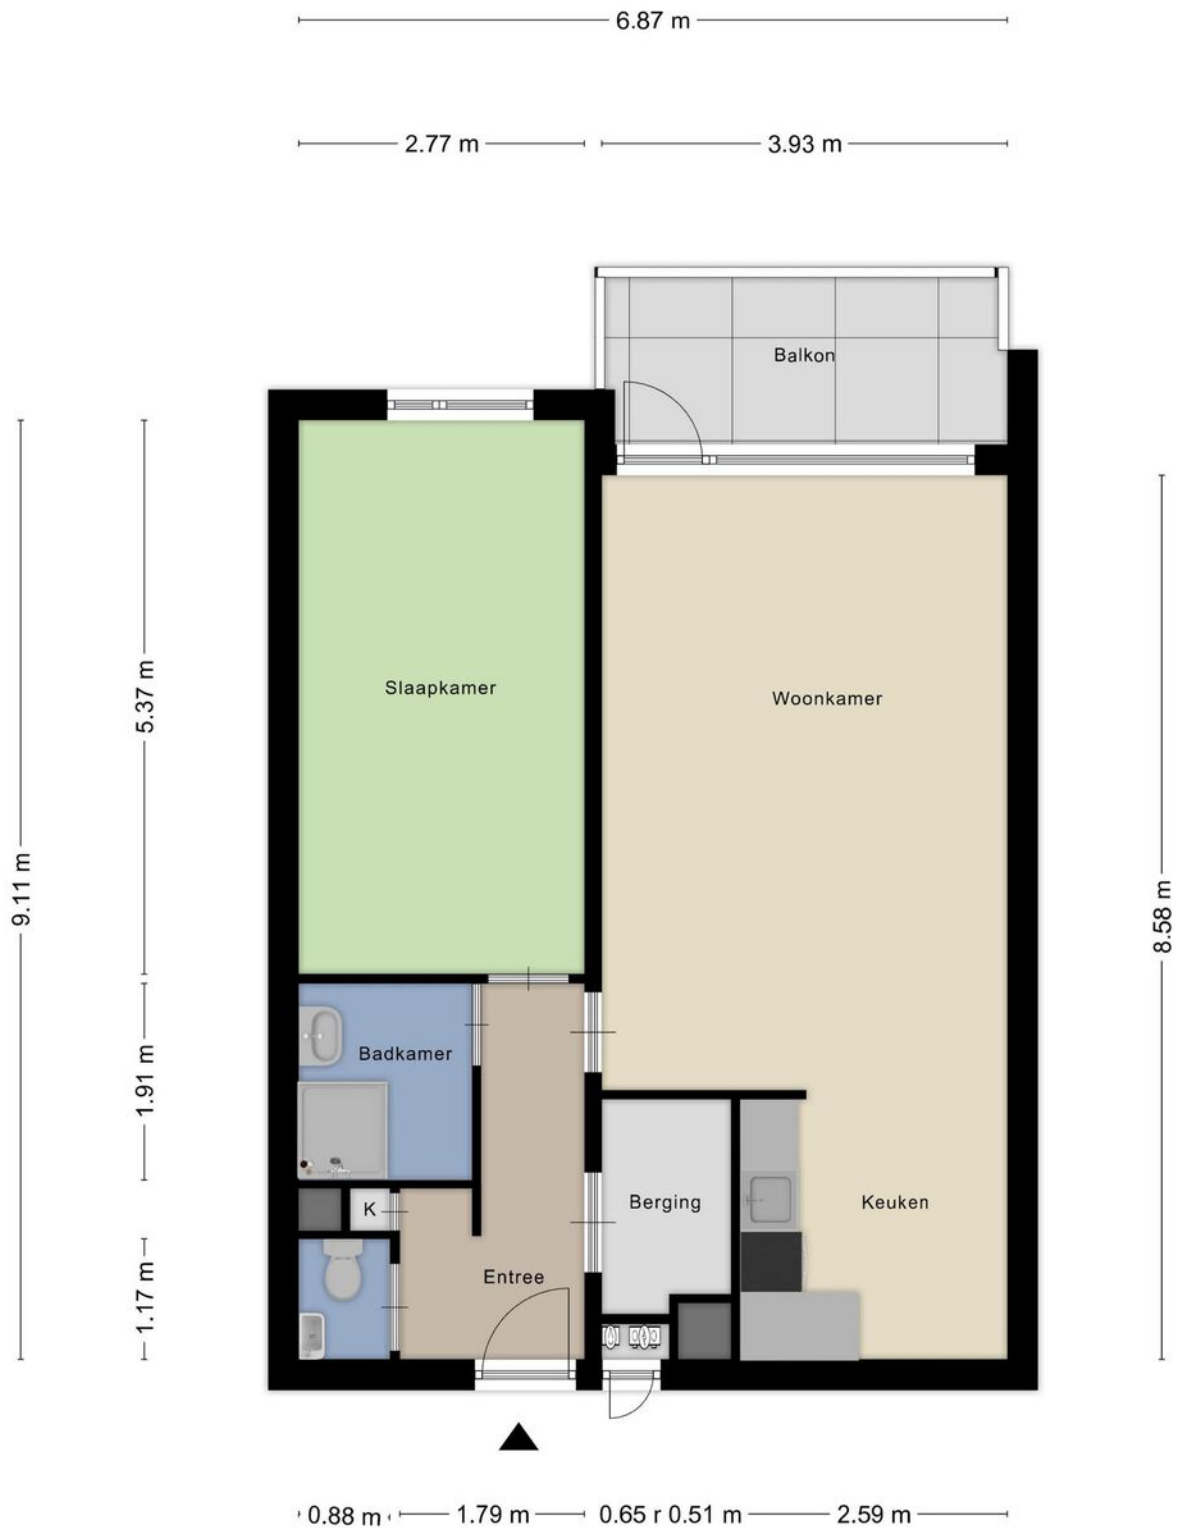 6.87 m
2.77 m
3.93 m
Balkon
Slaapkamer
Woonkamer
5.37 m
9.11 m
8.58 m
Badkamer
1.91 m
K
Berging
Keuken
Entree
1.17 m
0.88 m
1.79 m
0.65 r 0.51 m
2.59 m